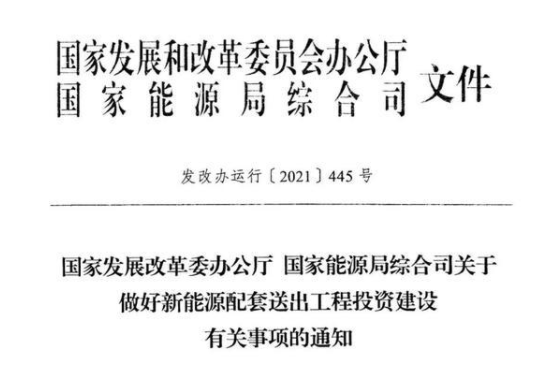 国家发展和改革委员会办公厅
国家能源局综合司
文件
发改办运行〔2021〕445号
国家发展改革委办公厅 国家能源局综合司关于
做好新能源配套送出工程投资建设
有关事项的通知